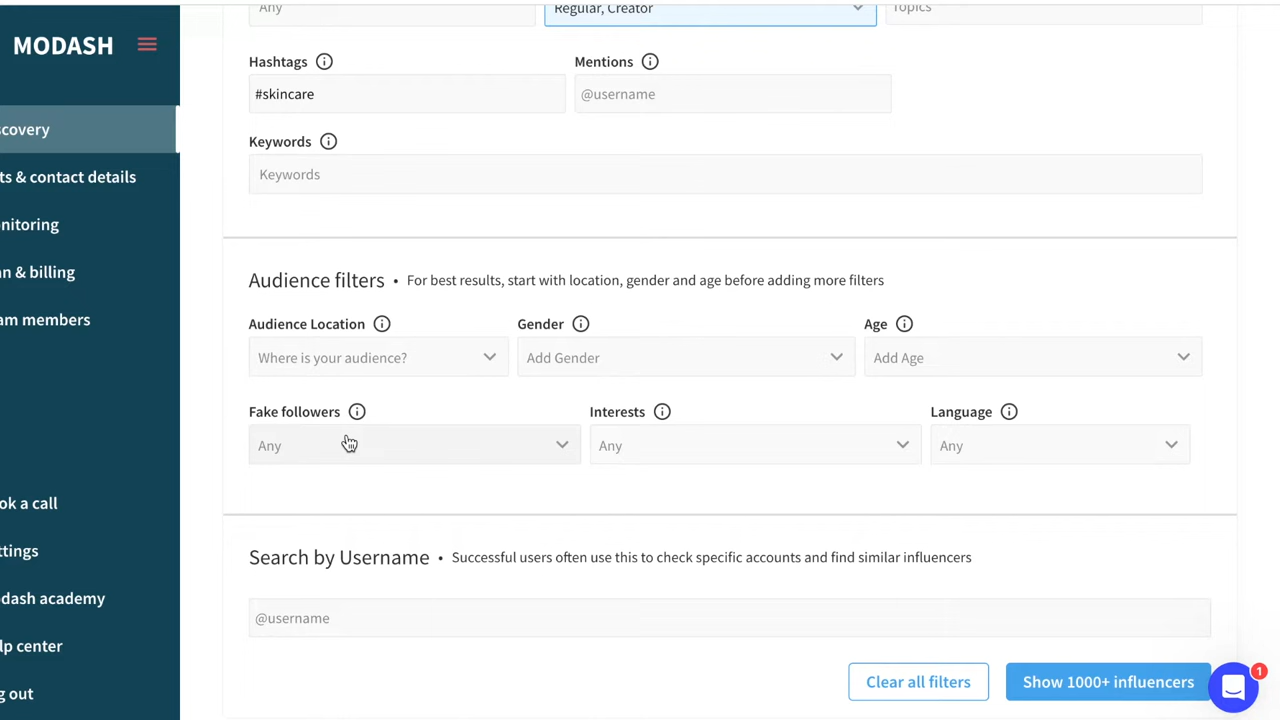 Any
Regular, Creator
Topics
MODASH
Hashtags
Mentions
#skincare
@username
scovery
Keywords
Keywords
ts & contact details
nitoring
n & billing
am members
Audience filters • For best results, start with location, gender and age before adding more filters
Audience Location
Gender
Age
Where is your audience?
Add Gender
Add Age
Fake followers
Interests
Language
Any
Any
Any
ok a call
ttings
dash academy
lp center
g out
Search by Username • Successful users often use this to check specific accounts and find similar influencers
@username
Clear all filters
Show 1000+ influencers
1